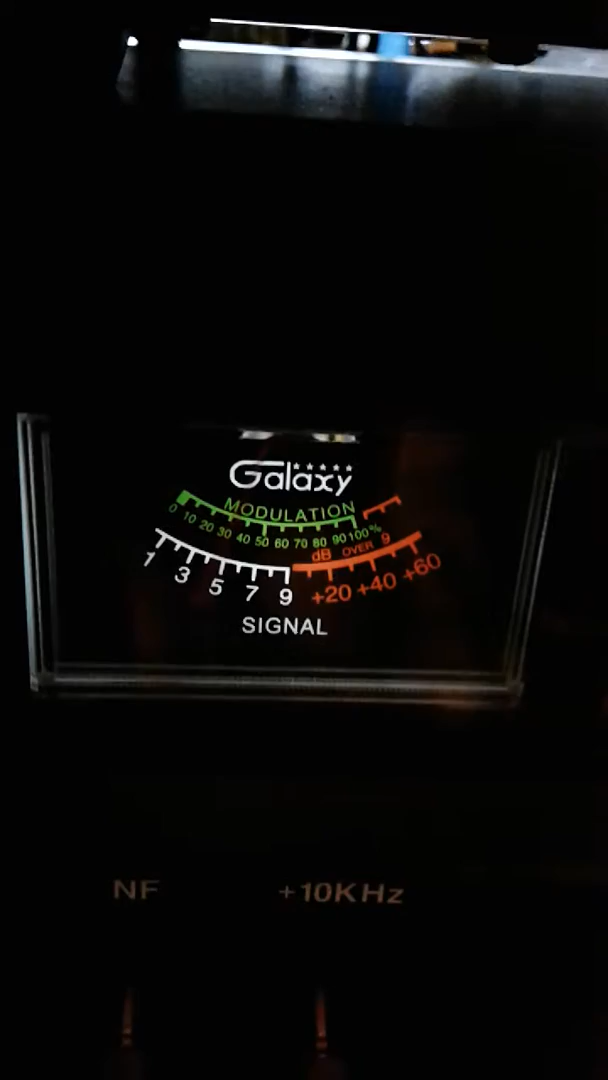 Galaxy
MODULATION
0 10 20 30 40 50 60 70 80 90 100%
dB OVER 9
1 3 5 7 9 +20 +40 +60
SIGNAL
NF +10KHz